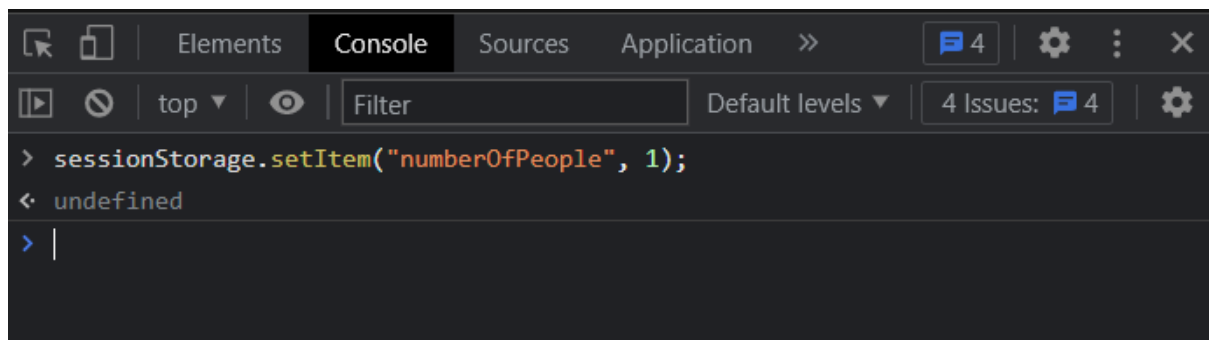 Elements Console Sources Application » 4
top ▼ Filter Default levels ▼ 4 Issues: 4
> sessionStorage.setItem("numberOfPeople", 1);
undefined
>